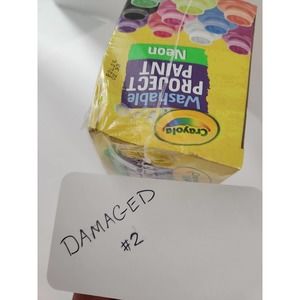 Neon
PAINT
PROJECT
Washable
Crayola
DAMAGED
#2